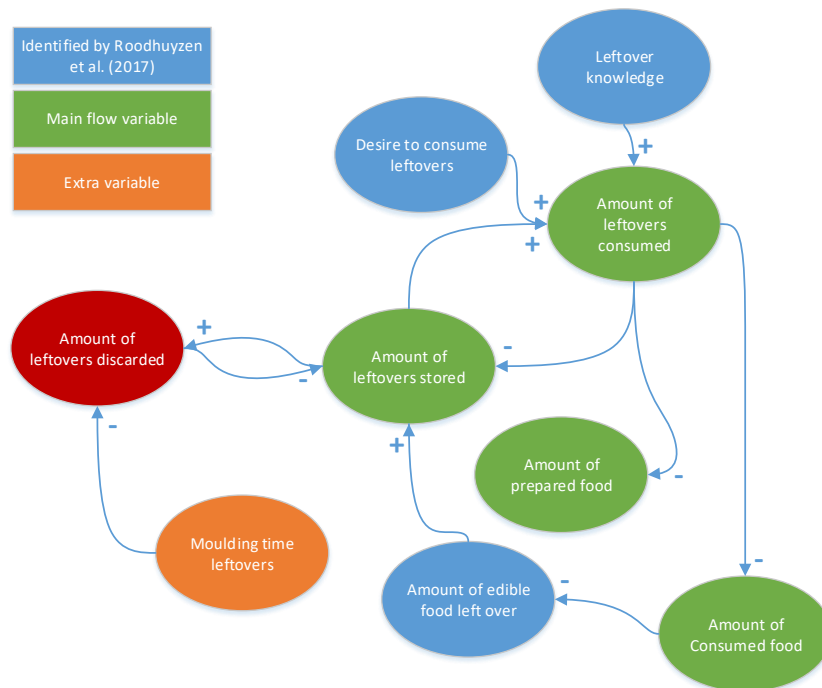 Identified by Roodhuyzen
et al. (2017)
Main flow variable
Extra variable
Leftover
knowledge
Desire to consume
leftovers
+
+
+
Amount of
leftovers
consumed
Amount of
leftovers discarded
+
-
Amount of
leftovers stored
-
-
+
Amount of
prepared food
-
Moulding time
leftovers
Amount of edible
food left over
-
-
Amount of
Consumed food